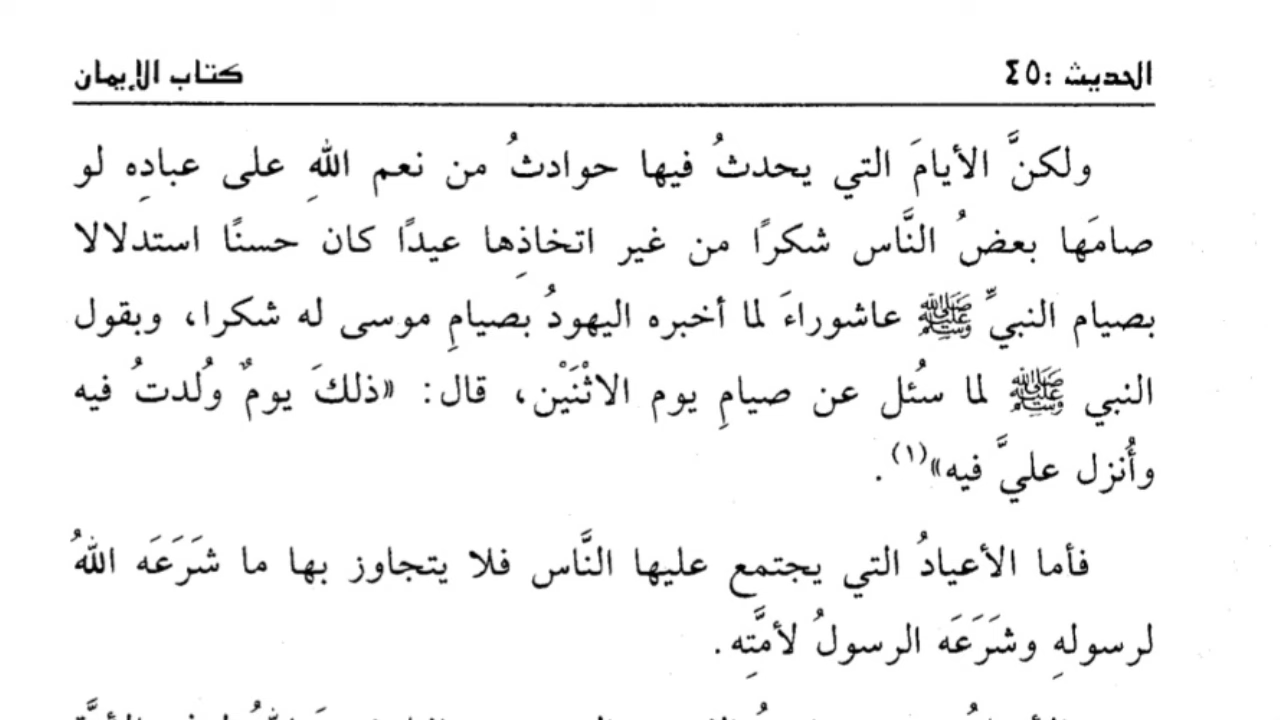 الحديث : ٤٥ كتاب الإيمان
ولكنَّ الأيامَ التي يحدثُ فيها حوادثُ من نعم اللهِ على عبادِه لو
صامَها بعضُ النَّاس شكرًا من غير اتخاذِها عيدًا كان حسنًا استدلالا
بصيام النبيِّ ﷺ عاشوراءَ لما أخبره اليهودُ بصيامِ موسى له شكرا، وبقول
النبي ﷺ لما سُئل عن صيامِ يوم الاثْنَيْن، قال: «ذلكَ يومٌ وُلدتُ فيه
وأُنزل عليَّ فيه»(١).
فأما الأعيادُ التي يجتمع عليها النَّاس فلا يتجاوز بها ما شَرَعَه اللهُ
لرسولهِ وشَرَعَه الرسولُ لأمَّتِه.